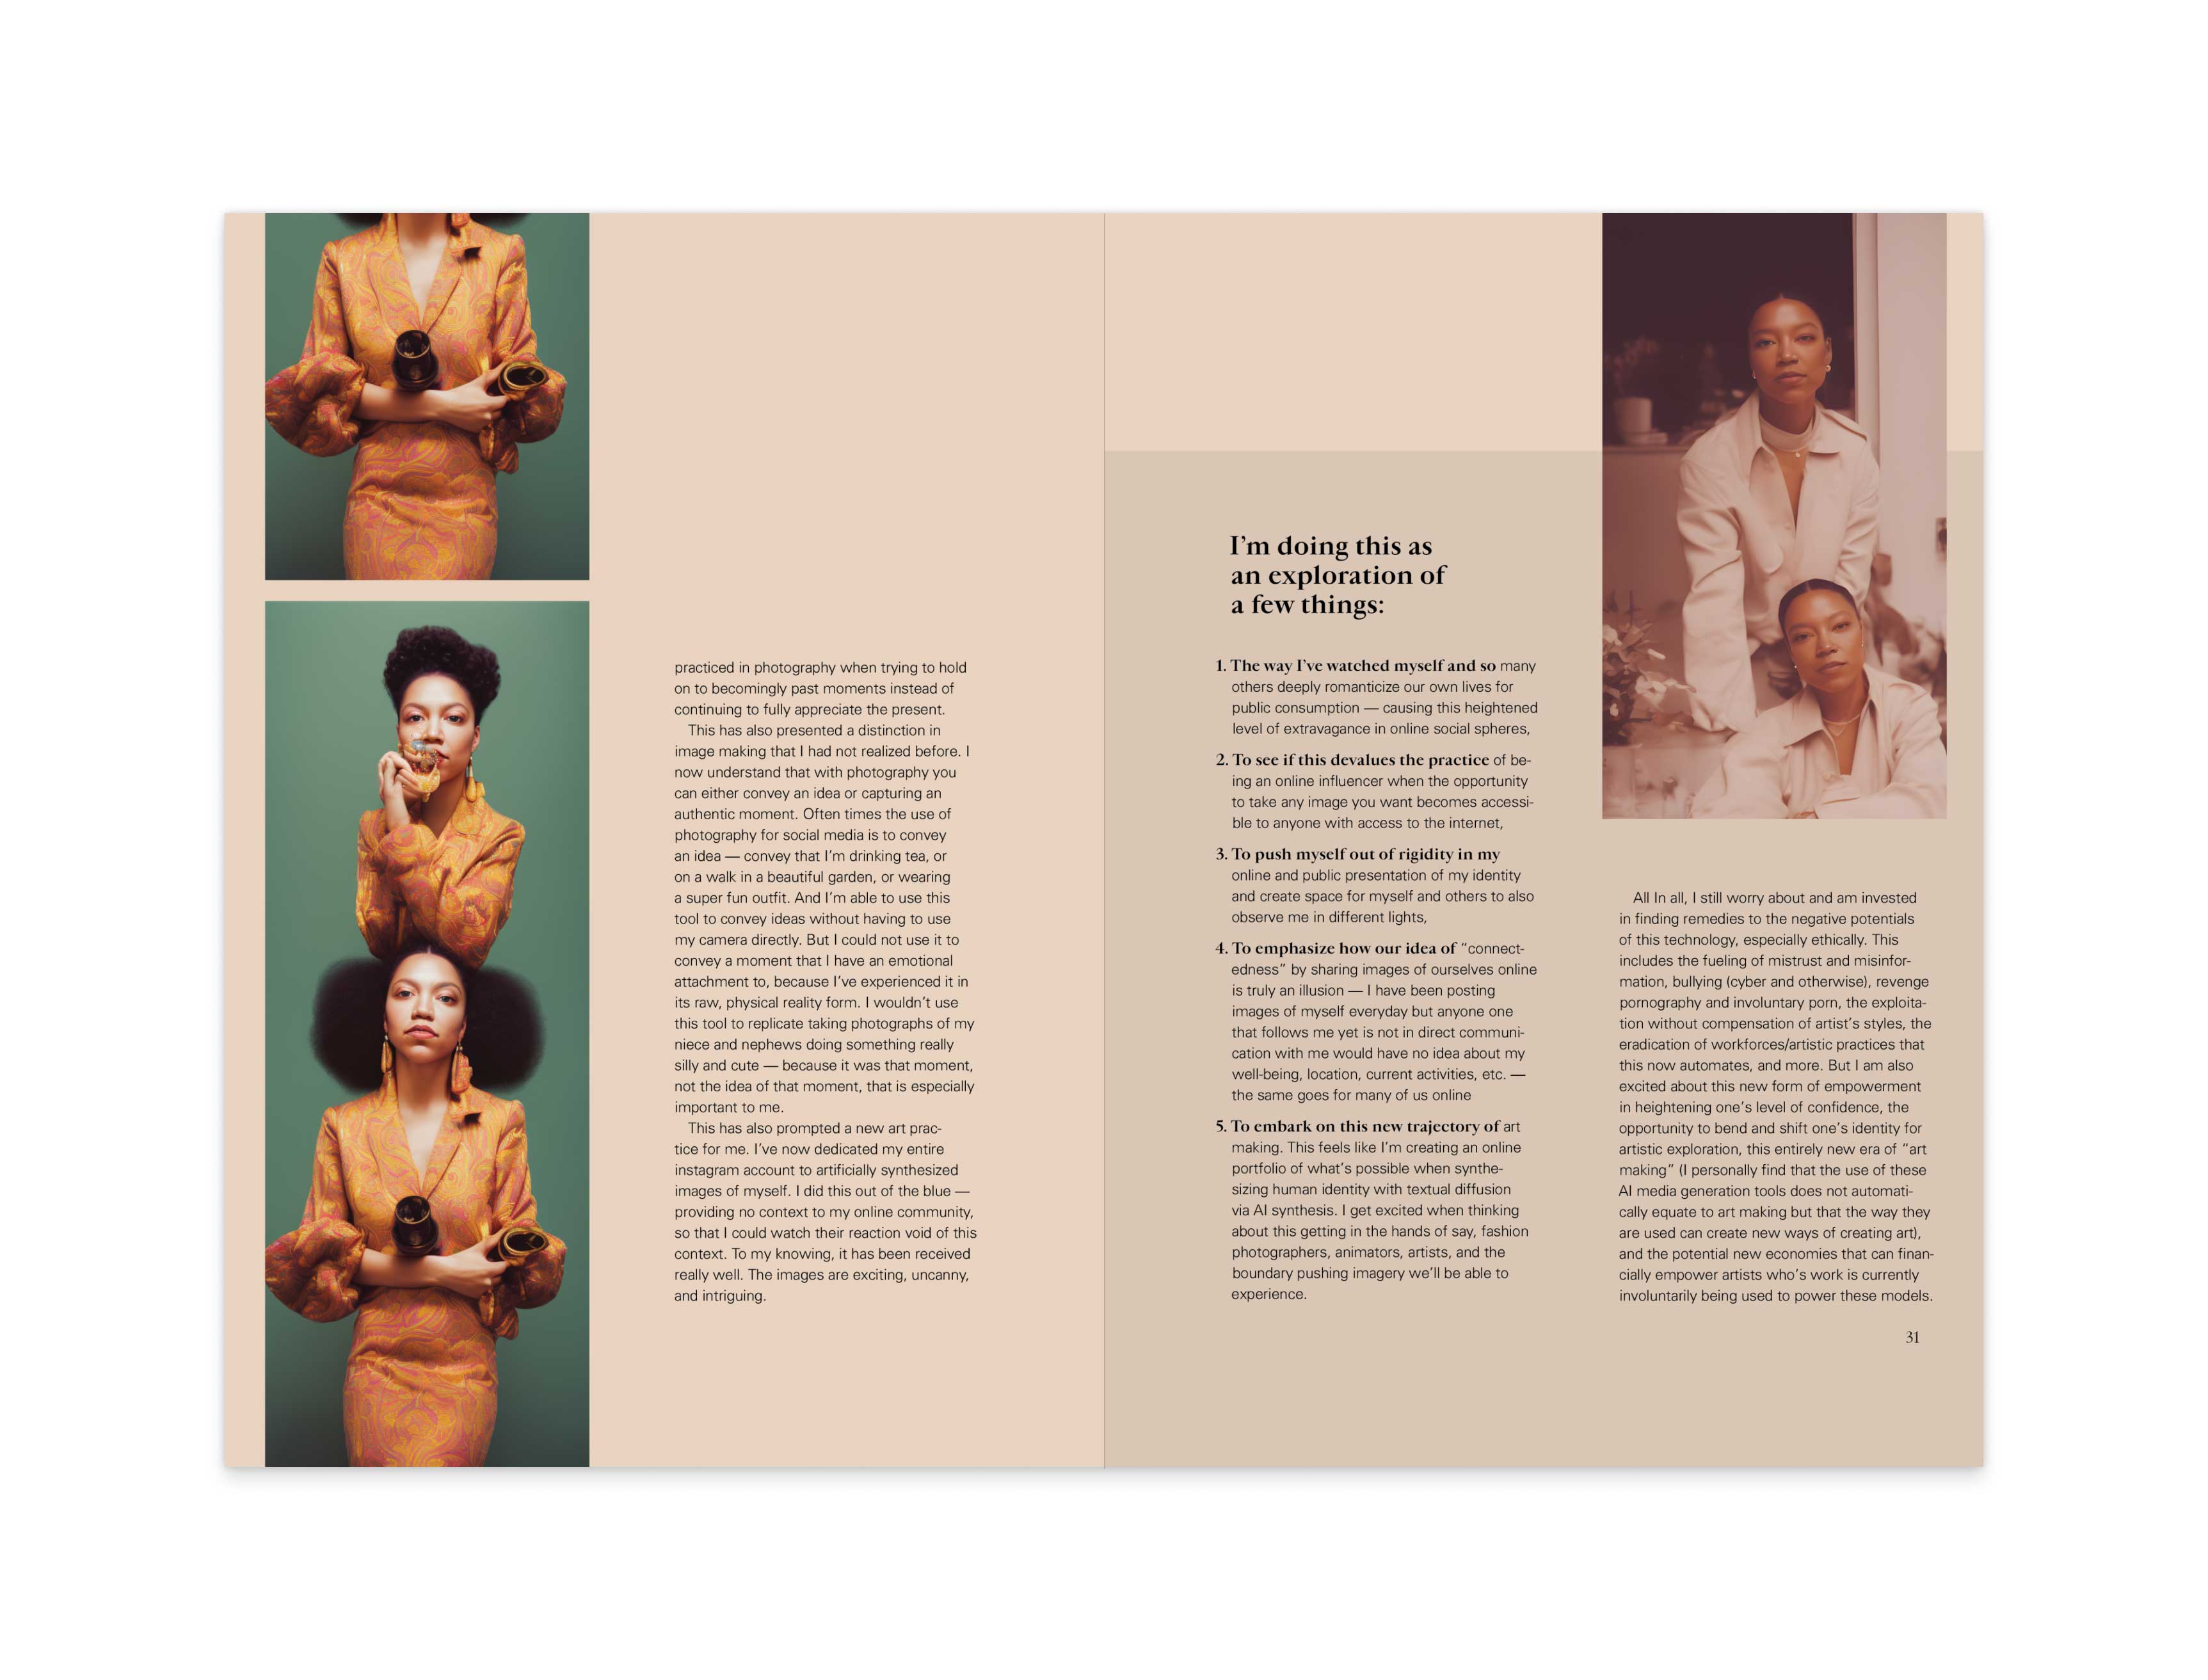 practiced in photography when trying to hold
on to becomingly past moments instead of
continuing to fully appreciate the present.
This has also presented a distinction in
image making that I had not realized before. I
now understand that with photography you
can either convey an idea or capturing an
authentic moment. Often times the use of
photography for social media is to convey
an idea — convey that I'm drinking tea, or
on a walk in a beautiful garden, or wearing
a super fun outfit. And I'm able to use this
tool to convey ideas without having to use
my camera directly. But I could not use it to
convey a moment that I have an emotional
attachment to, because I've experienced it in
its raw, physical reality form. I wouldn't use
this tool to replicate taking photographs of my
niece and nephews doing something really
silly and cute — because it was that moment,
not the idea of that moment, that is especially
important to me.
This has also prompted a new art prac-
tice for me. I've now dedicated my entire
instagram account to artificially synthesized
images of myself. I did this out of the blue —
providing no context to my online community,
so that I could watch their reaction void of this
context. To my knowing, it has been received
really well. The images are exciting, uncanny,
and intriguing.
I'm doing this as
an exploration of
a few things:
1. The way I've watched myself and so many
others deeply romanticize our own lives for
public consumption — causing this heightened
level of extravagance in online social spheres,
2. To see if this devalues the practice of be-
ing an online influencer when the opportunity
to take any image you want becomes accessi-
ble to anyone with access to the internet,
3. To push myself out of rigidity in my
online and public presentation of my identity
and create space for myself and others to also
observe me in different lights,
4. To emphasize how our idea of "connect-
edness" by sharing images of ourselves online
is truly an illusion — I have been posting
images of myself everyday but anyone one
that follows me yet is not in direct communi-
cation with me would have no idea about my
well-being, location, current activities, etc. —
the same goes for many of us online
5. To embark on this new trajectory of art
making. This feels like I'm creating an online
portfolio of what's possible when synthe-
sizing human identity with textual diffusion
via AI synthesis. I get excited when thinking
about this getting in the hands of say, fashion
photographers, animators, artists, and the
boundary pushing imagery we'll be able to
experience.
All In all, I still worry about and am invested
in finding remedies to the negative potentials
of this technology, especially ethically. This
includes the fueling of mistrust and misinfor-
mation, bullying (cyber and otherwise), revenge
pornography and involuntary porn, the exploita-
tion without compensation of artist's styles, the
eradication of workforces/artistic practices that
this now automates, and more. But I am also
excited about this new form of empowerment
in heightening one's level of confidence, the
opportunity to bend and shift one's identity for
artistic exploration, this entirely new era of "art
making" (I personally find that the use of these
AI media generation tools does not automati-
cally equate to art making but that the way they
are used can create new ways of creating art),
and the potential new economies that can finan-
cially empower artists who's work is currently
involuntarily being used to power these models.
31